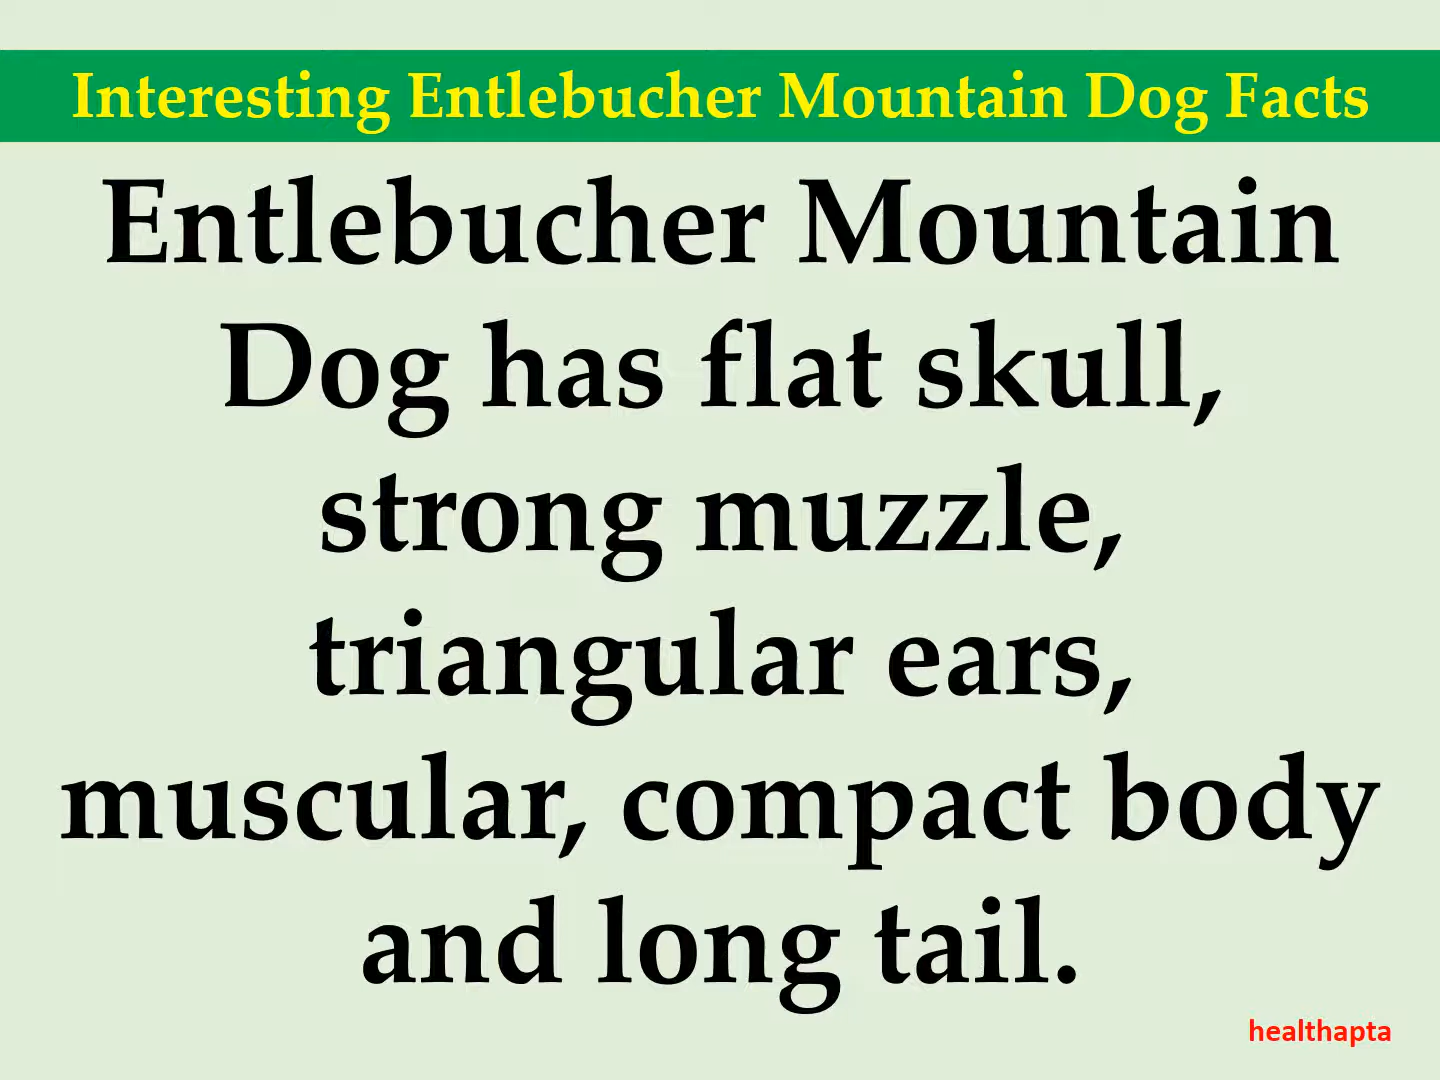 Interesting Entlebucher Mountain Dog Facts
Entlebucher Mountain
Dog has flat skull,
strong muzzle,
triangular ears,
muscular, compact body
and long tail.
healthapta